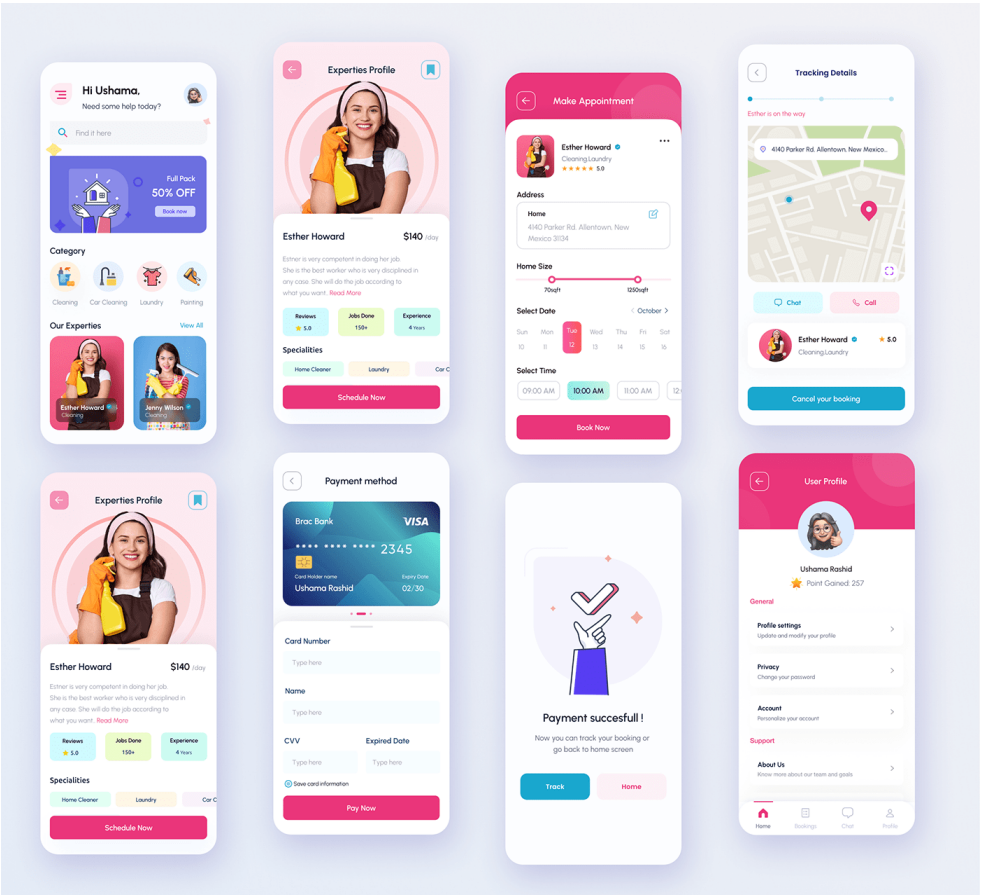 Hi Ushama,
Need some help today?
Find it here
Full Pack
50% OFF
Book now
Category
Cleaning
Car Cleaning
Laundry
Panting
Our Experties
View All
Esther Howard
Cleaning
Jenny Wilson
Cleaning
Experties Profile
Esther Howard
$140 /day
Estner is very competent in doing her job.
She is the best worker who is very disciplined in
any case. She will do the job according to
what you want. Read More
Reviews
5.0
Jobs Done
150+
Experience
4 Years
Specialities
Home Cleaner
Laundry
Car C
Schedule Now
Make Appointment
Esther Howard
Cleaning,Laundry
5.0
Address
Home
4140 Parker Rd. Allentown, New
Mexico 31134
Home Size
70sqft
1250sqft
Select Date
October
Sun Mon Tue Wed Thu Fri Sat
10 11 12 13 14 15 16
Select Time
09:00 AM
10:00 AM
11:00 AM
12:
Book Now
Tracking Details
Esther is on the way
4140 Parker Rd. Allentown, New Mexico...
Chat
Call
Esther Howard
5.0
Cleaning,Laundry
Cancel your booking
Experties Profile
Esther Howard
$140 /day
Estner is very competent in doing her job.
She is the best worker who is very disciplined in
any case. She will do the job according to
what you want. Read More
Reviews
5.0
Jobs Done
150+
Experience
4 Years
Specialities
Home Cleaner
Laundry
Car C
Schedule Now
Payment method
Brac Bank
VISA
2345
Card Holder name
Expiry Date
Ushama Rashid
02/30
Card Number
Type here
Name
Type here
CVV
Expired Date
Type here
Type here
Save card information
Pay Now
Payment succesfull !
Now you can track your booking or
go back to home screen
Track
Home
User Profile
Ushama Rashid
Point Gained: 257
General
Profile settings
Update and modify your profile
Privacy
Change your password
Account
Personalize your account
Support
About Us
Know more about our team and goals
Home
Bookings
Chat
Profile